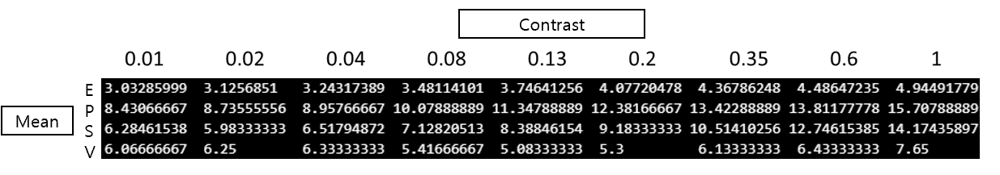 Contrast
0.01 0.02 0.04 0.08 0.13 0.2 0.35 0.6 1
E 3.03285999 3.1256851 3.24317389 3.48114101 3.74641256 4.07720478 4.36786248 4.48647235 4.94491779
P 8.43066667 8.73555556 8.95766667 10.07888889 11.34788889 12.38166667 13.42288889 13.81177778 15.70788889
Mean
S 6.28461538 5.98333333 6.51794872 7.12820513 8.38846154 9.18333333 10.51410256 12.74615385 14.17435897
V 6.06666667 6.25 6.33333333 5.41666667 5.08333333 5.3 6.13333333 6.43333333 7.65